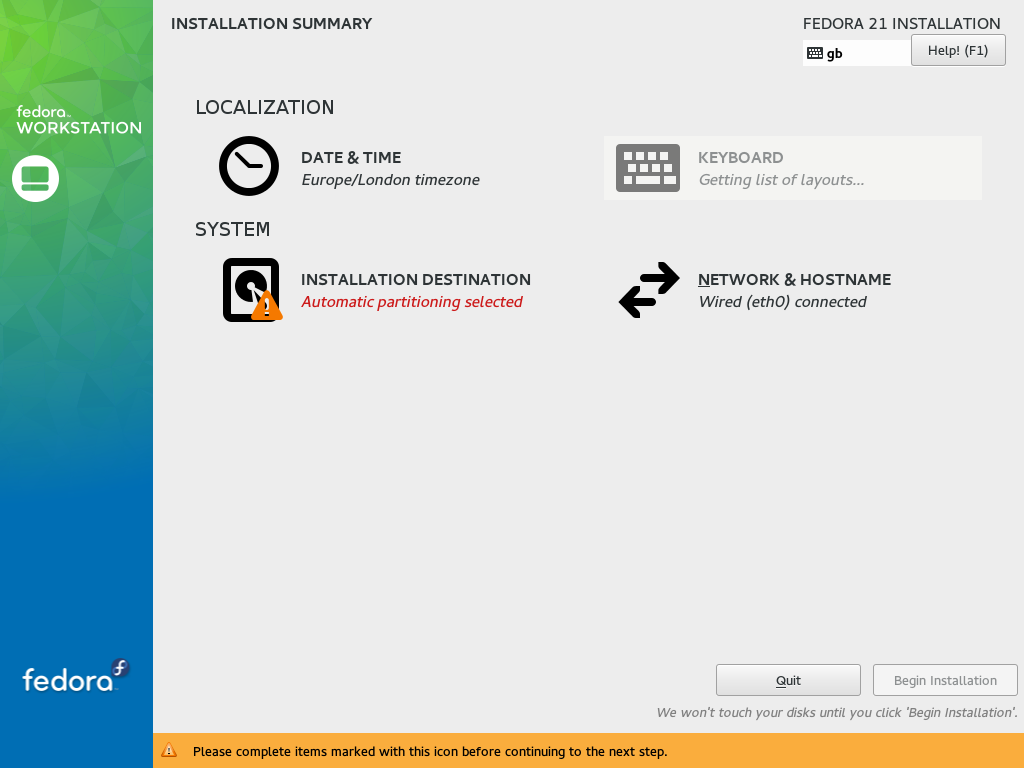 INSTALLATION SUMMARY
FEDORA 21 INSTALLATION
gb
Help! (F1)
fedora™
WORKSTATION
LOCALIZATION
DATE & TIME
Europe/London timezone
KEYBOARD
Getting list of layouts...
SYSTEM
INSTALLATION DESTINATION
Automatic partitioning selected
NETWORK & HOSTNAME
Wired (eth0) connected
fedora™
Quit
Begin Installation
We won't touch your disks until you click 'Begin Installation'.
Please complete items marked with this icon before continuing to the next step.